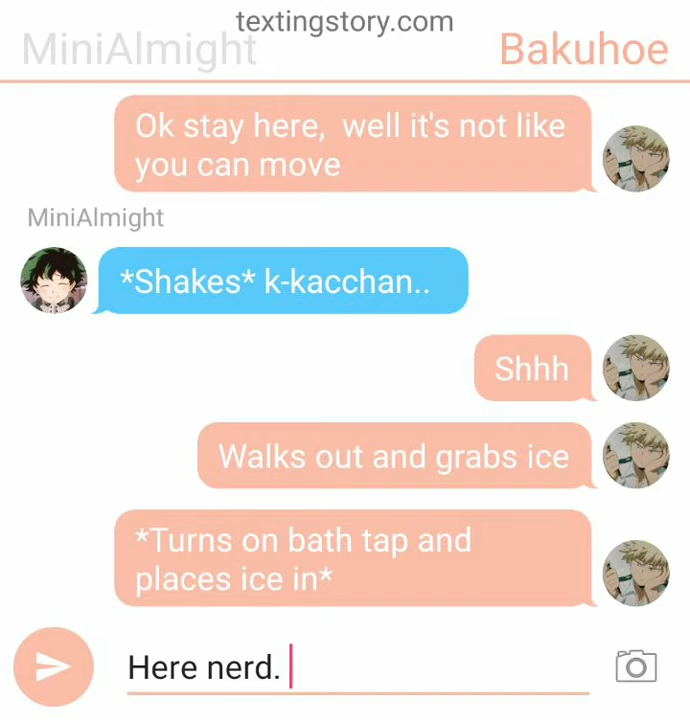 textingstory.com
MiniAlmight
Bakuhoe
Ok stay here,  well it's not like
you can move
MiniAlmight
*Shakes* k-kacchan..
Shhh
Walks out and grabs ice
*Turns on bath tap and
places ice in*
Here nerd.